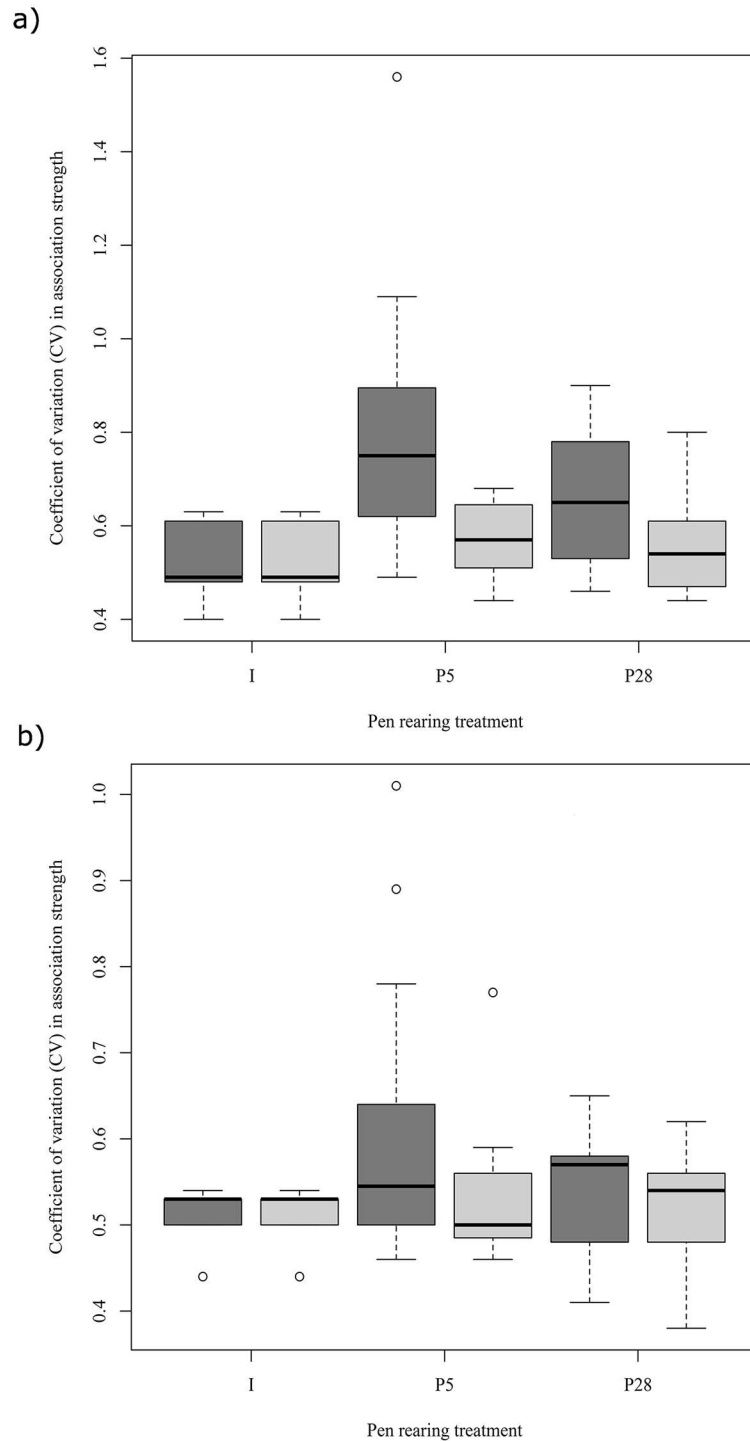 a)
Coefficient of variation (CV) in association strength
1.6
1.4
1.2
1.0
0.8
0.6
0.4
I P5 P28
Pen rearing treatment
b)
Coefficient of variation (CV) in association strength
1.0
0.9
0.8
0.7
0.6
0.5
0.4
I P5 P28
Pen rearing treatment